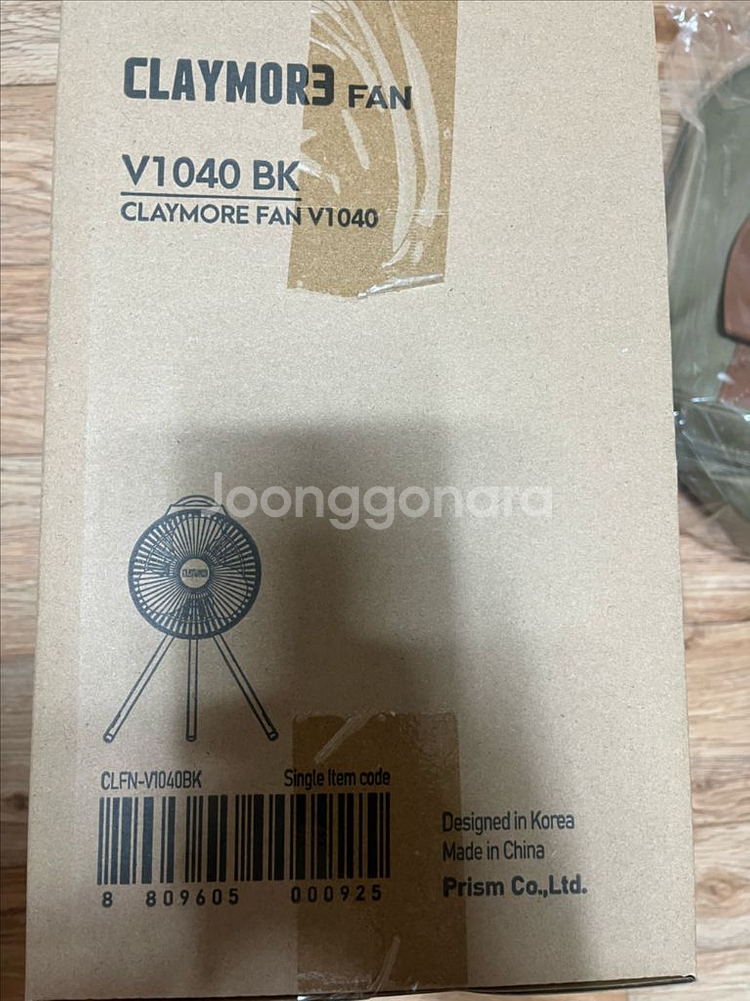 CLAYMOR3 FAN
V1040 BK
CLAYMORE FAN V1040
Joonggonara
CLAYMOR3
CLFN-V1040BK
Single Item code
8 809605 000925
Designed in Korea
Made in China
Prism Co.,Ltd.